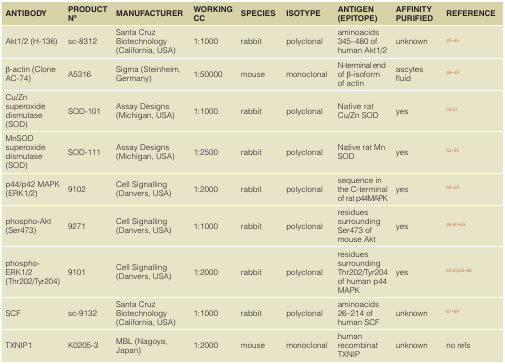 ANTIBODY PRODUCT Nº MANUFACTURER WORKING CC SPECIES ISOTYPE ANTIGEN (EPITOPE) AFFINITY PURIFIED REFERENCE
Akt1/2 (H-136) sc-8312 Santa Cruz Biotechnology (California, USA) 1:1000 rabbit polyclonal aminoacids 345–480 of human Akt1/2 unknown
β-actin (Clone AC-74) A5316 Sigma (Steinheim, Germany) 1:50000 mouse monoclonal N-terminal end of β-isoform of actin ascytes fluid
Cu/Zn superoxide dismutase (SOD) SOD-101 Assay Designs (Michigan, USA) 1:1000 rabbit polyclonal Native rat Cu/Zn SOD yes
MnSOD superoxide dismutase (SOD) SOD-111 Assay Designs (Michigan, USA) 1:2500 rabbit polyclonal Native rat Mn SOD yes
p44/p42 MAPK (ERK1/2) 9102 Cell Signalling (Danvers, USA) 1:2000 rabbit polyclonal sequence in the C-terminal of rat p44MAPK yes
phospho-Akt (Ser473) 9271 Cell Signalling (Danvers, USA) 1:1000 rabbit polyclonal residues surrounding Ser473 of mouse Akt yes
phospho-ERK1/2 (Thr202/Tyr204) 9101 Cell Signalling (Danvers, USA) 1:2000 rabbit polyclonal residues surrounding Thr202/Tyr204 of human p44 MAPK yes
SCF sc-9132 Santa Cruz Biotechnology (California, USA) 1:1000 rabbit polyclonal aminoacids 26–214 of human SCF unknown
TXNIP1 K0205-3 MBL (Nagoya, Japan) 1:2000 mouse monoclonal human recombinat TXNIP unknown no refs